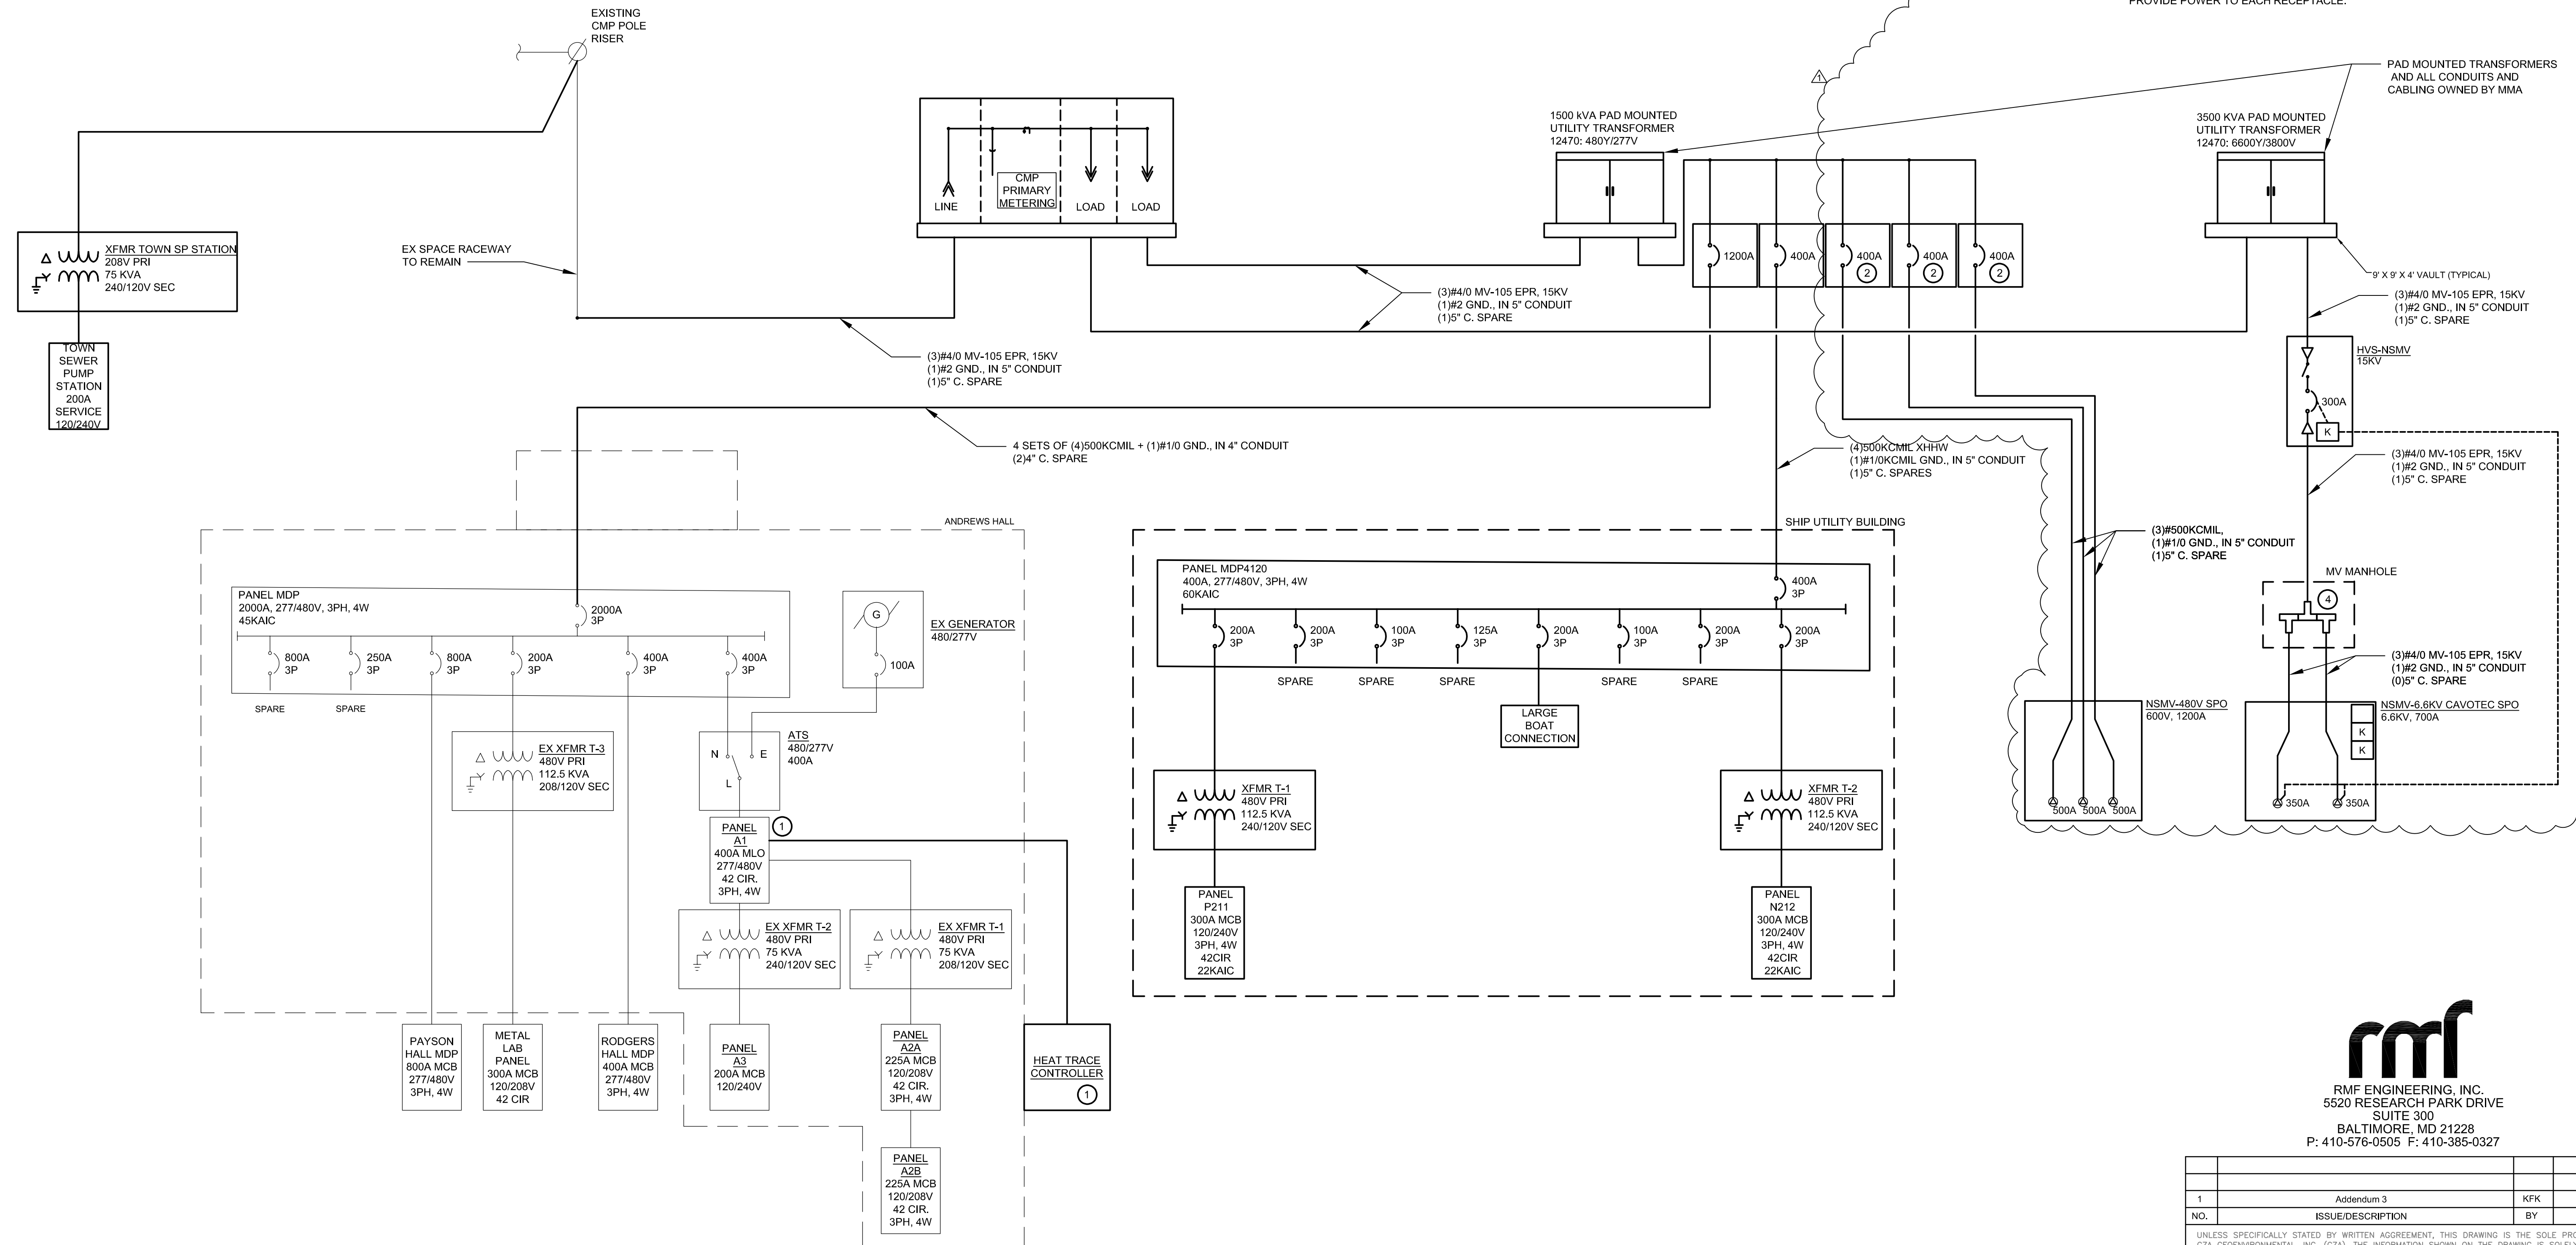 PROVIDE POWER TO EACH RECEPTACLE.
EXISTING
CMP POLE
RISER
1
PAD MOUNTED TRANSFORMERS
AND ALL CONDUITS AND
CABLING OWNED BY MMA
1500 kVA PAD MOUNTED
UTILITY TRANSFORMER
12470: 480Y/277V
3500 KVA PAD MOUNTED
UTILITY TRANSFORMER
12470: 6600Y/3800V
LINE
CMP
PRIMARY
METERING
LOAD
LOAD
XFMR TOWN SP STATION
208V PRI
75 KVA
240/120V SEC
EX SPACE RACEWAY
TO REMAIN
1200A
400A
400A
2
400A
2
400A
2
9' X 9' X 4' VAULT (TYPICAL)
(3)#4/0 MV-105 EPR, 15KV
(1)#2 GND., IN 5" CONDUIT
(1)5" C. SPARE
(3)#4/0 MV-105 EPR, 15KV
(1)#2 GND., IN 5" CONDUIT
(1)5" C. SPARE
TOWN
SEWER
PUMP
STATION
200A
SERVICE
120/240V
(3)#4/0 MV-105 EPR, 15KV
(1)#2 GND., IN 5" CONDUIT
(1)5" C. SPARE
HVS-NSMV
15KV
300A
K
4 SETS OF (4)500KCMIL + (1)#1/0 GND., IN 4" CONDUIT
(2)4" C. SPARE
(4)500KCMIL XHHW
(1)#1/0KCMIL GND., IN 5" CONDUIT
(1)5" C. SPARES
(3)#4/0 MV-105 EPR, 15KV
(1)#2 GND., IN 5" CONDUIT
(1)5" C. SPARE
ANDREWS HALL
SHIP UTILITY BUILDING
(3)#500KCMIL,
(1)#1/0 GND., IN 5" CONDUIT
(1)5" C. SPARE
MV MANHOLE
4
PANEL MDP
2000A, 277/480V, 3PH, 4W
45KAIC
2000A
3P
800A
3P
250A
3P
800A
3P
200A
3P
400A
3P
400A
3P
SPARE
SPARE
G
100A
EX GENERATOR
480/277V
PANEL MDP4120
400A, 277/480V, 3PH, 4W
60KAIC
400A
3P
200A
3P
200A
3P
100A
3P
125A
3P
200A
3P
100A
3P
200A
3P
200A
3P
SPARE
SPARE
SPARE
SPARE
SPARE
LARGE
BOAT
CONNECTION
(3)#4/0 MV-105 EPR, 15KV
(1)#2 GND., IN 5" CONDUIT
(0)5" C. SPARE
NSMV-480V SPO
600V, 1200A
500A
500A
500A
NSMV-6.6KV CAVOTEC SPO
6.6KV, 700A
K
K
350A
350A
EX XFMR T-3
480V PRI
112.5 KVA
208/120V SEC
N
E
L
ATS
480/277V
400A
XFMR T-1
480V PRI
112.5 KVA
240/120V SEC
XFMR T-2
480V PRI
112.5 KVA
240/120V SEC
PANEL
A1
400A MLO
277/480V
42 CIR.
3PH, 4W
1
EX XFMR T-2
480V PRI
75 KVA
240/120V SEC
EX XFMR T-1
480V PRI
75 KVA
208/120V SEC
PANEL
P211
300A MCB
120/240V
3PH, 4W
42CIR
22KAIC
PANEL
N212
300A MCB
120/240V
3PH, 4W
42CIR
22KAIC
PAYSON
HALL MDP
800A MCB
277/480V
3PH, 4W
METAL
LAB
PANEL
300A MCB
120/208V
42 CIR
RODGERS
HALL MDP
400A MCB
277/480V
3PH, 4W
PANEL
A3
200A MCB
120/240V
PANEL
A2A
225A MCB
120/208V
42 CIR.
3PH, 4W
HEAT TRACE
CONTROLLER
1
PANEL
A2B
225A MCB
120/208V
42 CIR.
3PH, 4W
rmf
RMF ENGINEERING, INC.
5520 RESEARCH PARK DRIVE
SUITE 300
BALTIMORE, MD 21228
P: 410-576-0505 F: 410-385-0327
1 Addendum 3 KFK
NO. ISSUE/DESCRIPTION BY
UNLESS SPECIFICALLY STATED BY WRITTEN AGGREEMENT, THIS DRAWING IS THE SOLE